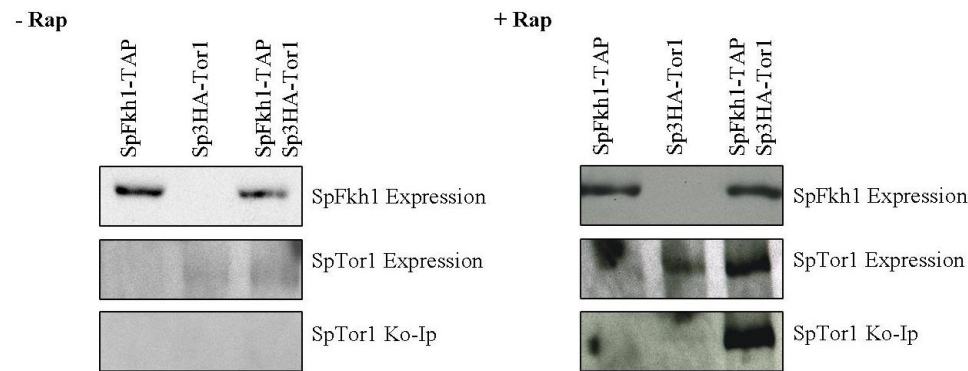 - Rap
SpFkh1-TAP
Sp3HA-Tor1
SpFkh1-TAP
Sp3HA-Tor1
SpFkh1 Expression
SpTor1 Expression
SpTor1 Ko-Ip
+ Rap
SpFkh1-TAP
Sp3HA-Tor1
SpFkh1-TAP
Sp3HA-Tor1
SpFkh1 Expression
SpTor1 Expression
SpTor1 Ko-Ip